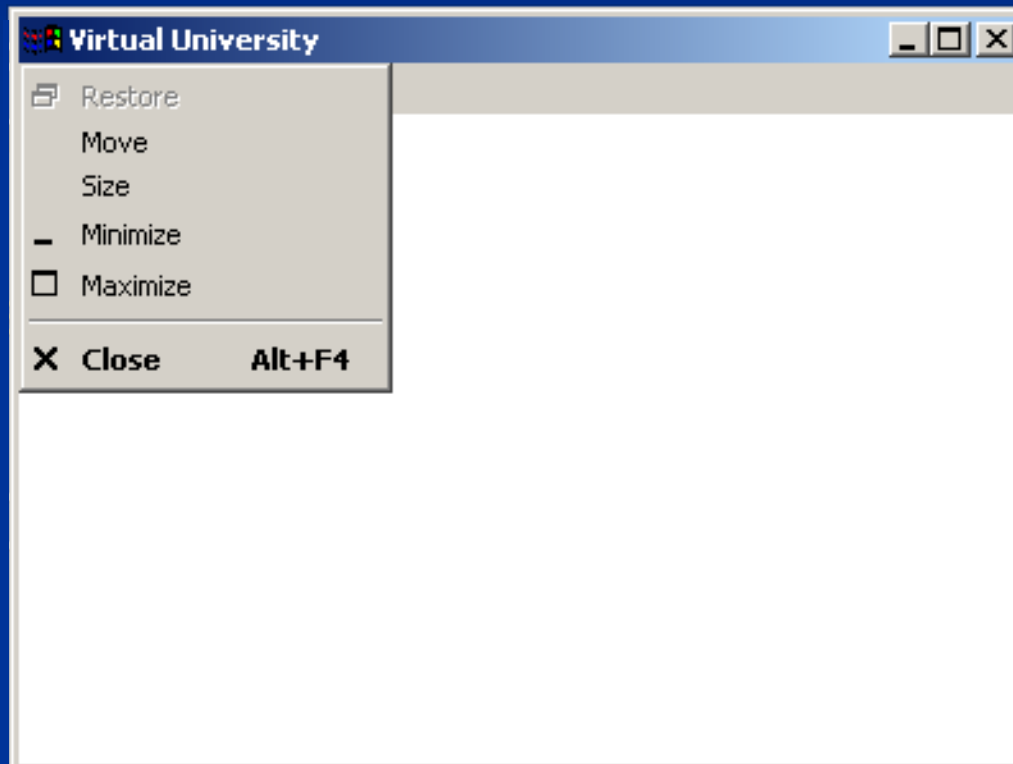 Virtual University
Restore
Move
Size
Minimize
Maximize
Close Alt+F4